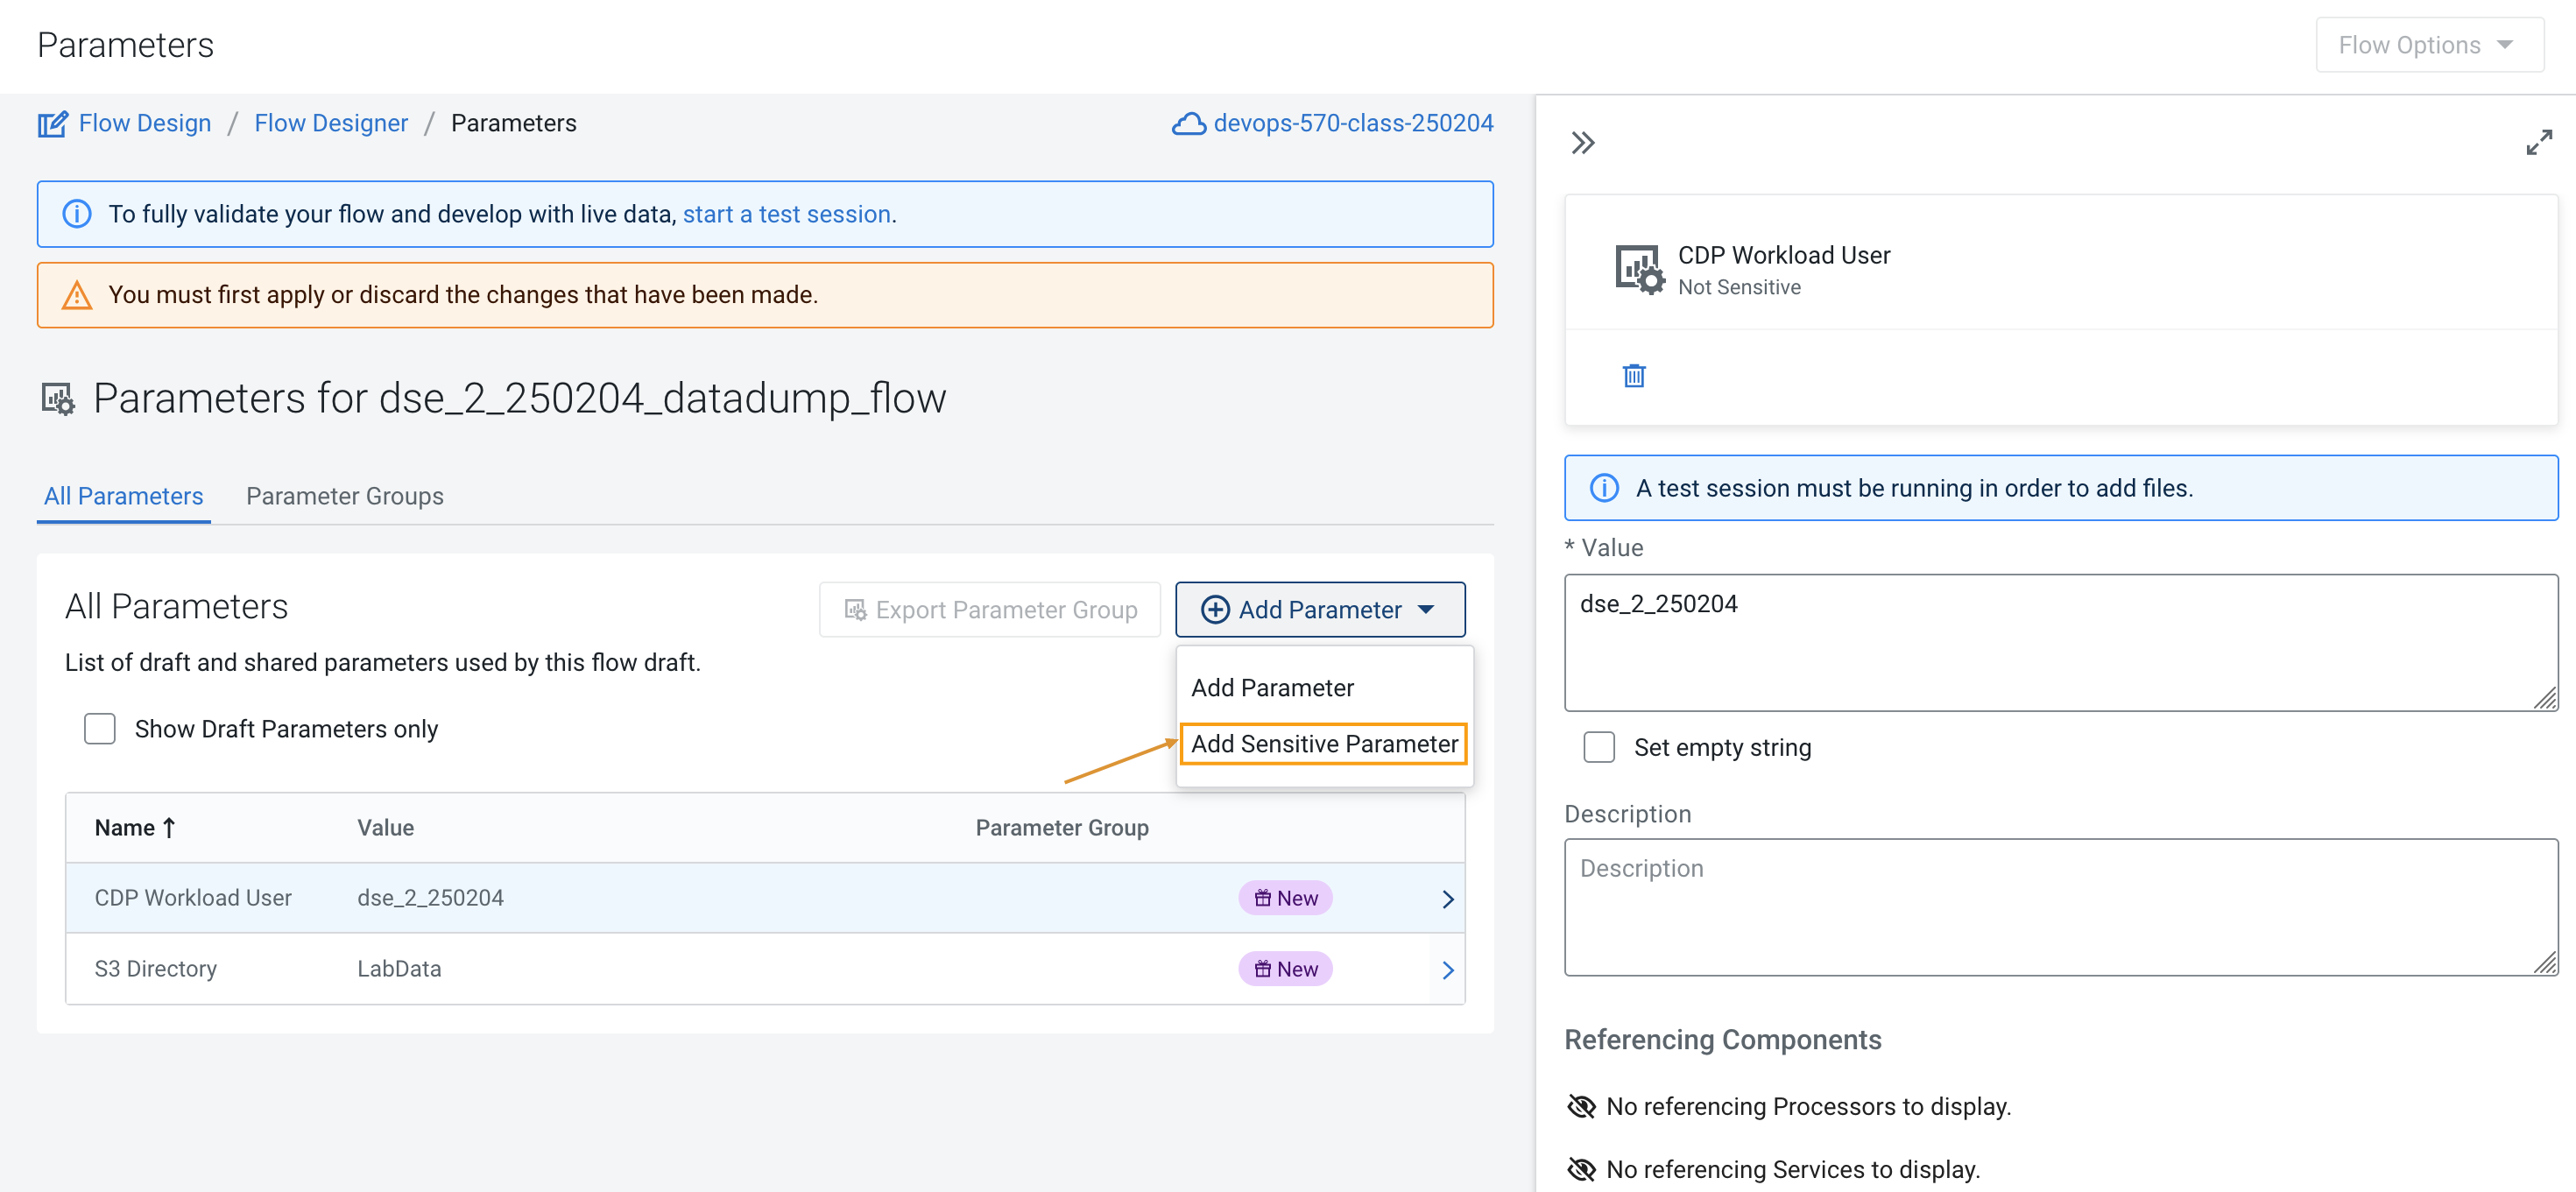 Parameters
Flow Options
Flow Design / Flow Designer / Parameters
devops-570-class-250204
To fully validate your flow and develop with live data, start a test session.
You must first apply or discard the changes that have been made.
Parameters for dse_2_250204_datadump_flow
All Parameters
Parameter Groups
All Parameters
Export Parameter Group
Add Parameter
List of draft and shared parameters used by this flow draft.
Add Parameter
Add Sensitive Parameter
Show Draft Parameters only
Name Value Parameter Group
CDP Workload User dse_2_250204 New
S3 Directory LabData New
CDP Workload User
Not Sensitive
A test session must be running in order to add files.
* Value
dse_2_250204
Set empty string
Description
Description
Referencing Components
No referencing Processors to display.
No referencing Services to display.